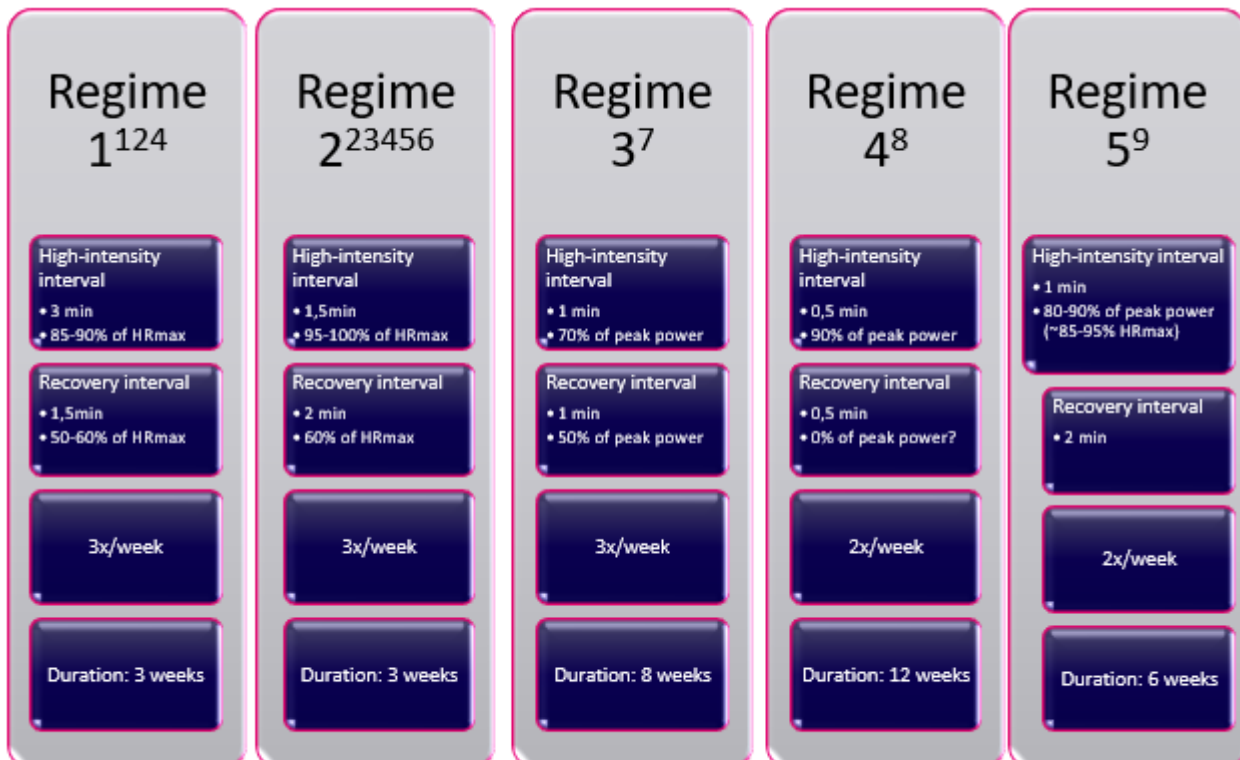 Regime
1¹²⁴
High-intensity
interval
• 3 min
• 85-90% of HRmax
Recovery interval
• 1,5min
• 50-60% of HRmax
3x/week
Duration: 3 weeks
Regime
2²³⁴⁵⁶
High-intensity
interval
• 1,5min
• 95-100% of HRmax
Recovery interval
• 2 min
• 60% of HRmax
3x/week
Duration: 3 weeks
Regime
3⁷
High-intensity
interval
• 1 min
• 70% of peak power
Recovery interval
• 1 min
• 50% of peak power
3x/week
Duration: 8 weeks
Regime
4⁸
High-intensity
interval
• 0,5 min
• 90% of peak power
Recovery interval
• 0,5 min
• 0% of peak power?
2x/week
Duration: 12 weeks
Regime
5⁹
High-intensity interval
• 1 min
• 80-90% of peak power
(~85-95% HRmax)
Recovery interval
• 2 min
2x/week
Duration: 6 weeks